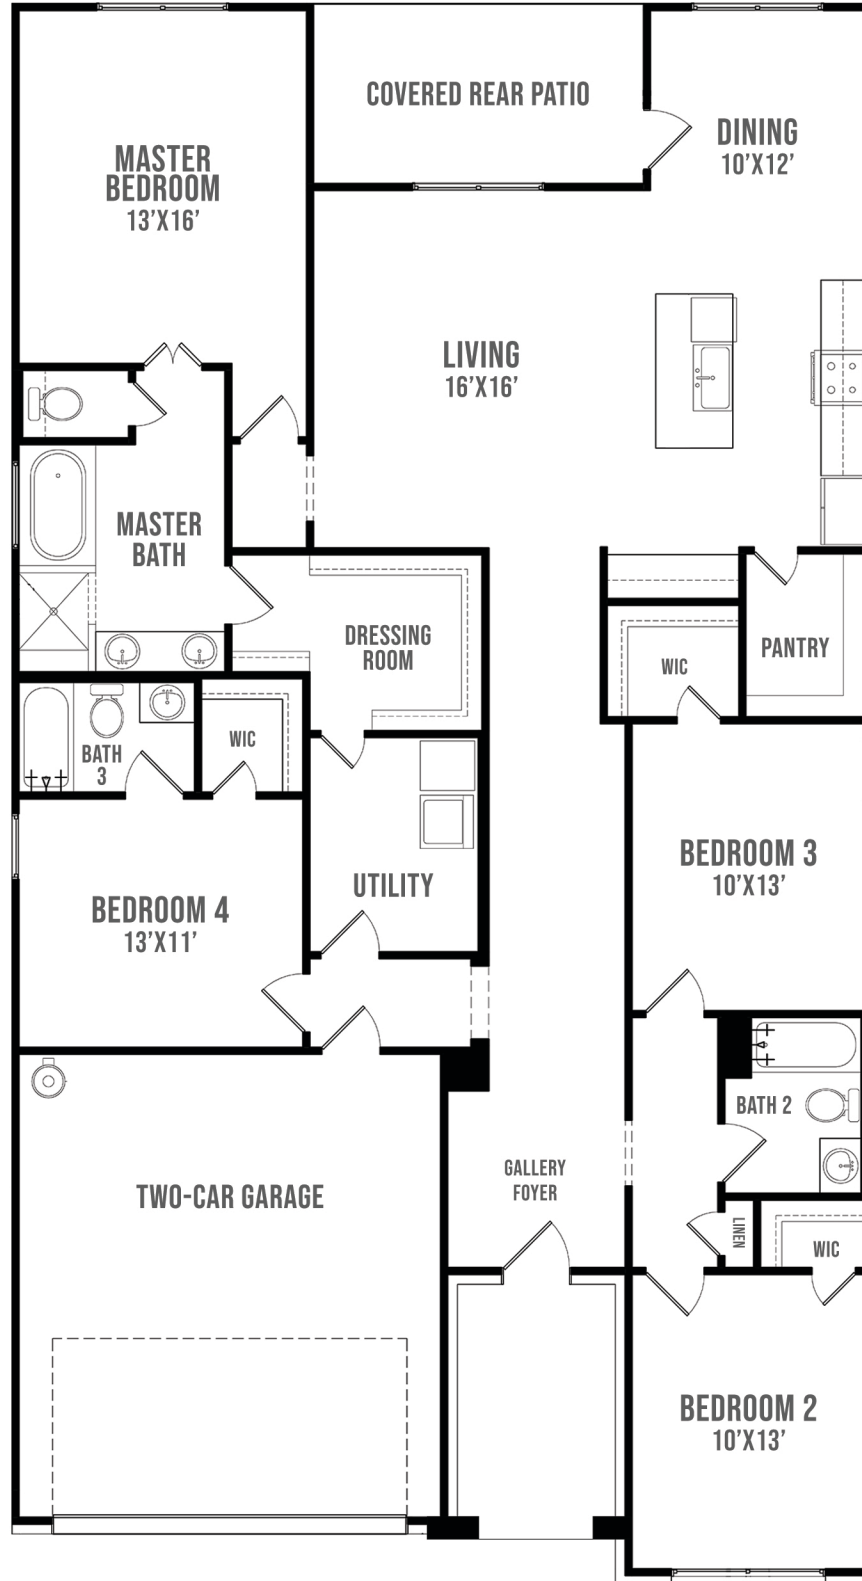 COVERED REAR PATIO
DINING
10'X12'
MASTER
BEDROOM
13'X16'
LIVING
16'X16'
MASTER
BATH
DRESSING
ROOM
WIC
PANTRY
BATH
3
WIC
BEDROOM 3
10'X13'
UTILITY
BEDROOM 4
13'X11'
BATH 2
GALLERY
FOYER
TWO-CAR GARAGE
LINEN
WIC
BEDROOM 2
10'X13'